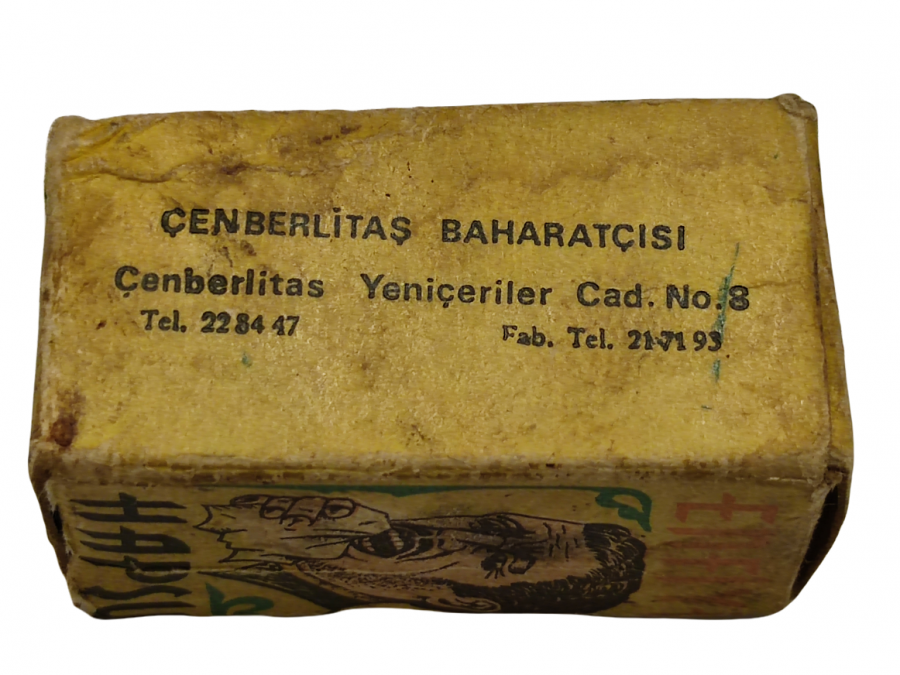 ÇENBERLİTAŞ BAHARATÇISI
Çenberlitas Yeniçeriler Cad. No.8
Tel. 22 84 47
Fab. Tel. 21 71 93